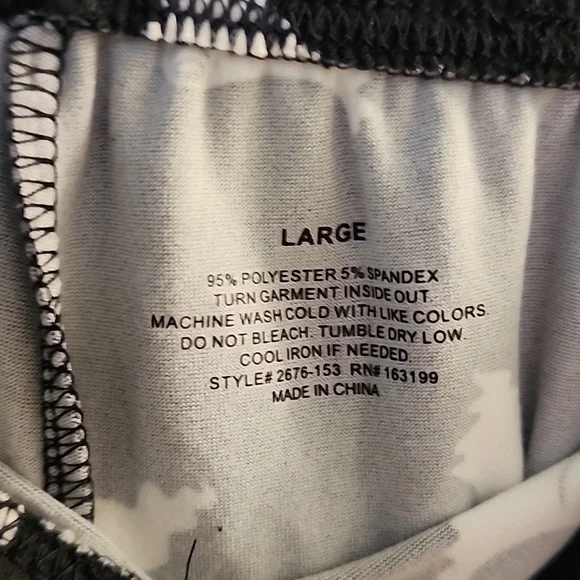 LARGE
95% POLYESTER 5% SPANDEX
TURN GARMENT INSIDE OUT.
MACHINE WASH COLD WITH LIKE COLORS.
DO NOT BLEACH. TUMBLE DRY LOW.
COOL IRON IF NEEDED.
STYLE# 2676-153 RN# 163199
MADE IN CHINA